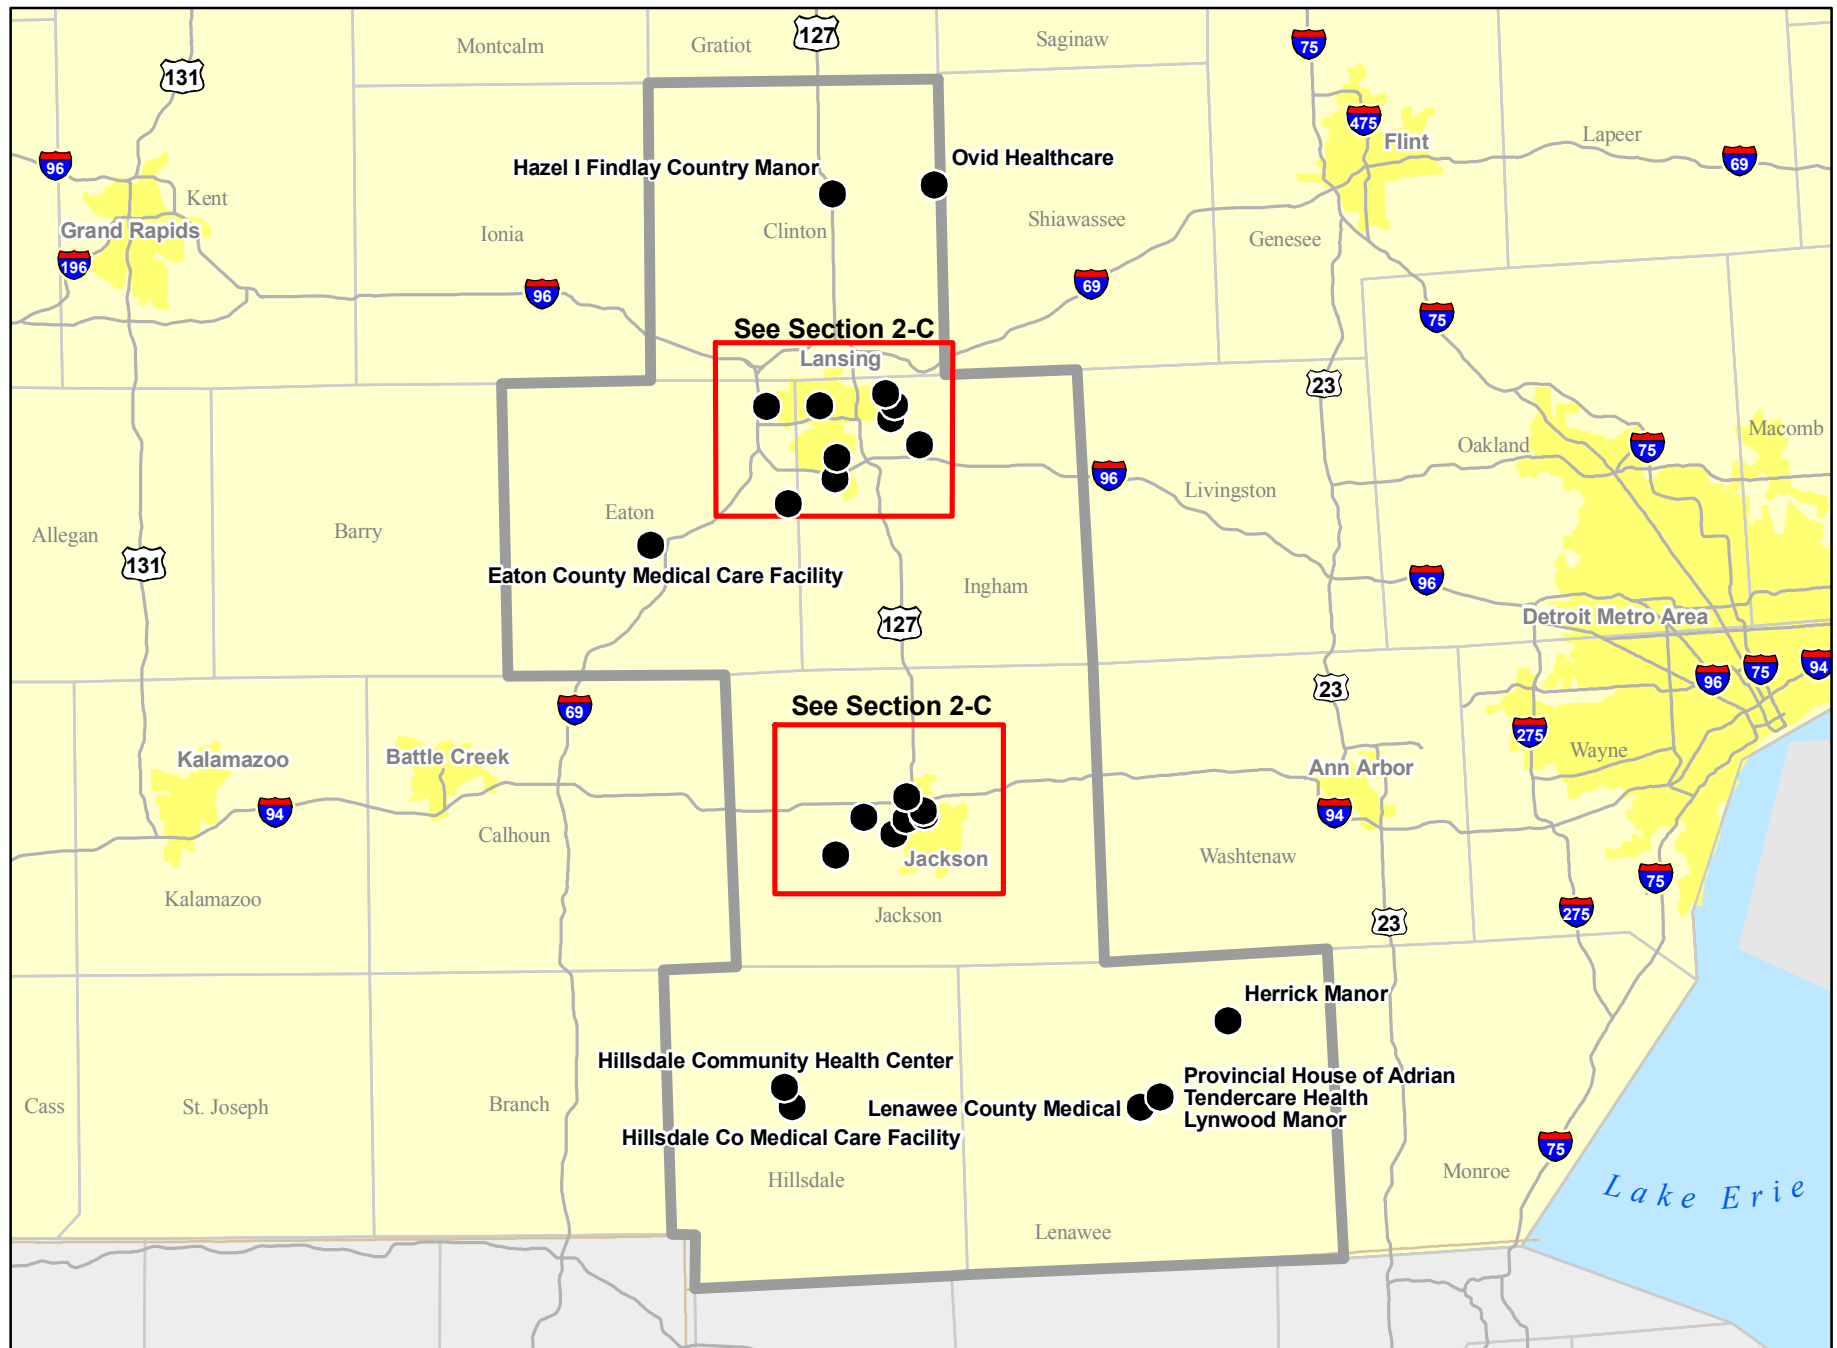 Montcalm
Gratiot
127
Saginaw
75
131
475
Flint
Lapeer
96
69
Hazel I Findlay Country Manor
Ovid Healthcare
Kent
Grand Rapids
Ionia
Clinton
Shiawassee
Genesee
196
96
69
75
See Section 2-C
Lansing
23
Oakland
Macomb
75
96
Livingston
Allegan
Barry
Eaton
131
Eaton County Medical Care Facility
Ingham
96
127
Detroit Metro Area
23
96
75
94
69
See Section 2-C
275
Wayne
Kalamazoo
Battle Creek
Ann Arbor
94
94
Calhoun
Jackson
Washtenaw
75
Kalamazoo
Jackson
23
275
Herrick Manor
Hillsdale Community Health Center
Provincial House of Adrian
Tendercare Health
Lynwood Manor
Cass
St. Joseph
Branch
Lenawee County Medical
Hillsdale Co Medical Care Facility
75
Hillsdale
Monroe
Lake Erie
Lenawee